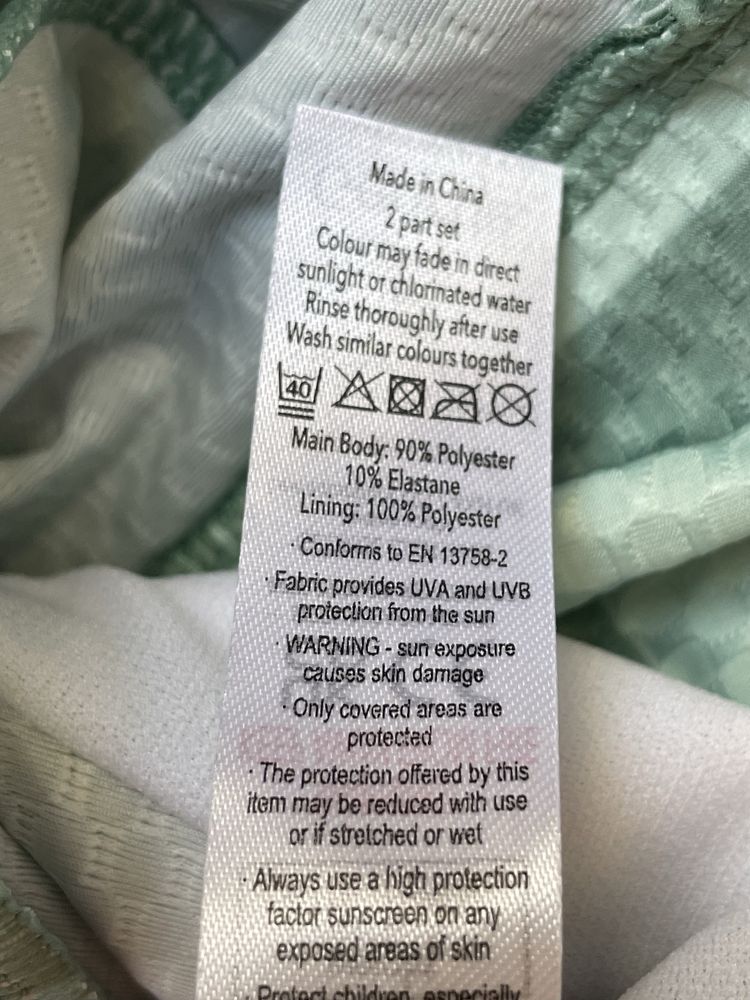 Made in China
2 part set
Colour may fade in direct
sunlight or chlorinated water
Rinse thoroughly after use
Wash similar colours together
40
Main Body: 90% Polyester
10% Elastane
Lining: 100% Polyester
· Conforms to EN 13758-2
· Fabric provides UVA and UVB
protection from the sun
· WARNING - sun exposure
causes skin damage
· Only covered areas are
protected
· The protection offered by this
item may be reduced with use
or if stretched or wet
· Always use a high protection
factor sunscreen on any
exposed areas of skin
· Protect children, especially